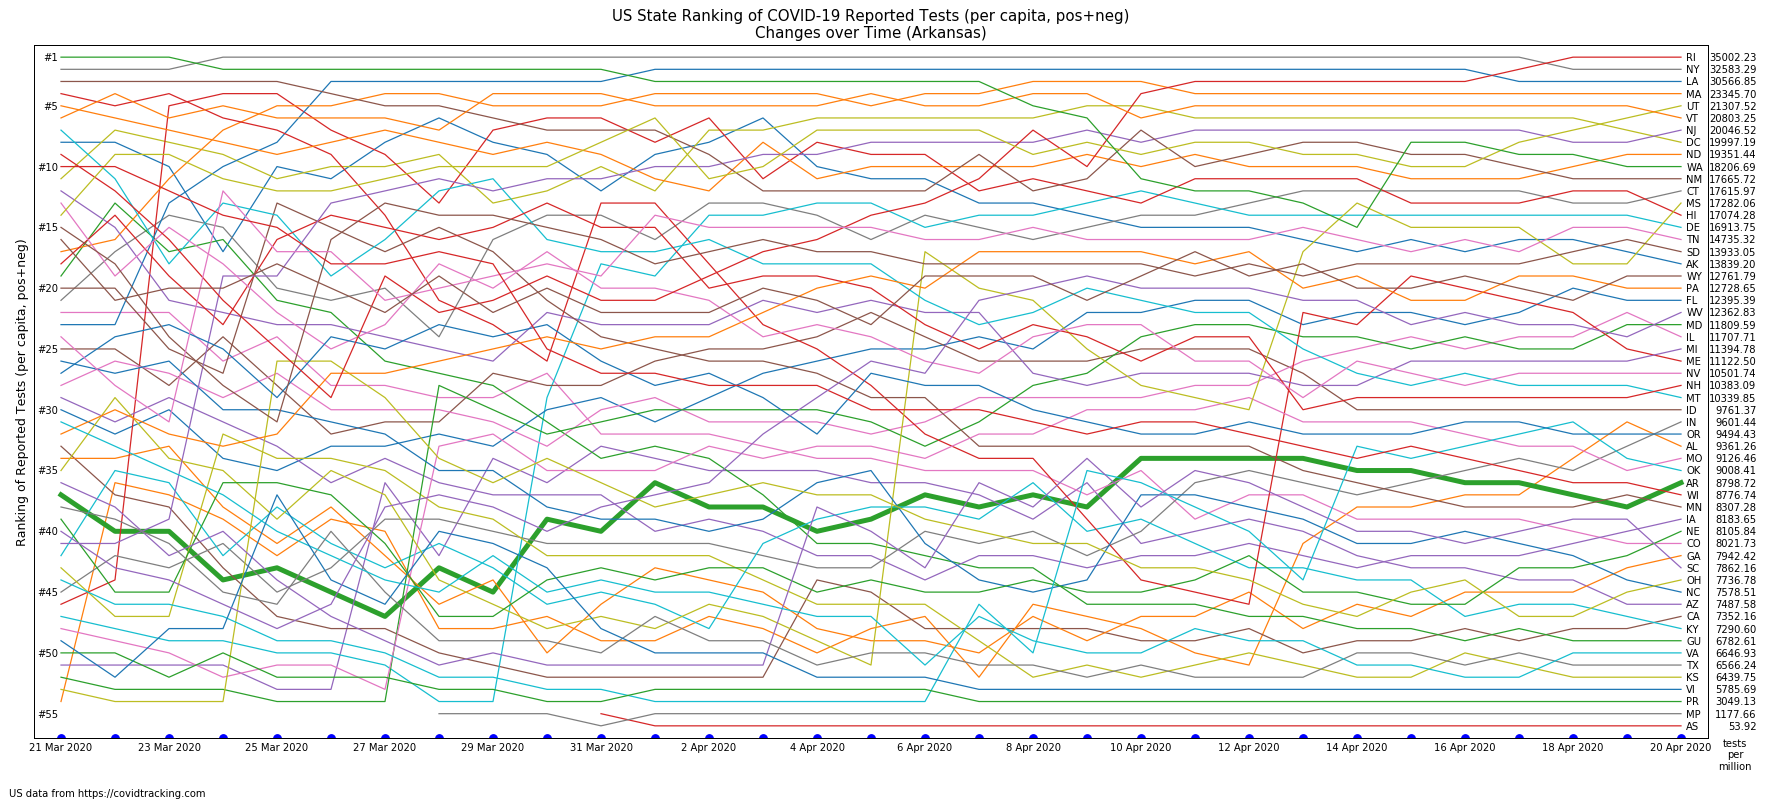 US State Ranking of COVID-19 Reported Tests (per capita, pos+neg)
Changes over Time (Arkansas)
Ranking of Reported Tests (per capita, pos+neg)
#1
#5
#10
#15
#20
#25
#30
#35
#40
#45
#50
#55
RI 35002.23
NY 32583.29
LA 30566.85
MA 23345.70
UT 21307.52
VT 20803.25
NJ 20046.52
DC 19997.19
ND 19351.44
WA 18206.69
NM 17665.72
CT 17615.97
MS 17282.06
HI 17074.28
DE 16913.75
TN 14735.32
SD 13933.05
AK 13839.20
WY 12761.79
PA 12728.65
FL 12395.39
WV 12362.83
MD 11809.59
IL 11707.71
MI 11394.78
ME 11122.50
NV 10501.74
NH 10383.09
MT 10339.85
ID 9761.37
IN 9601.44
OR 9494.43
AL 9361.26
MO 9126.46
OK 9008.41
AR 8798.72
WI 8776.74
MN 8307.28
IA 8183.65
NE 8105.84
CO 8021.73
GA 7942.42
SC 7862.16
OH 7736.78
NC 7578.51
AZ 7487.58
CA 7352.16
KY 7290.60
GU 6782.61
VA 6646.93
TX 6566.24
KS 6439.75
VI 5785.69
PR 3049.13
MP 1177.66
AS 53.92
21 Mar 2020 23 Mar 2020 25 Mar 2020 27 Mar 2020 29 Mar 2020 31 Mar 2020 2 Apr 2020 4 Apr 2020 6 Apr 2020 8 Apr 2020 10 Apr 2020 12 Apr 2020 14 Apr 2020 16 Apr 2020 18 Apr 2020 20 Apr 2020
tests
per
million
US data from https://covidtracking.com